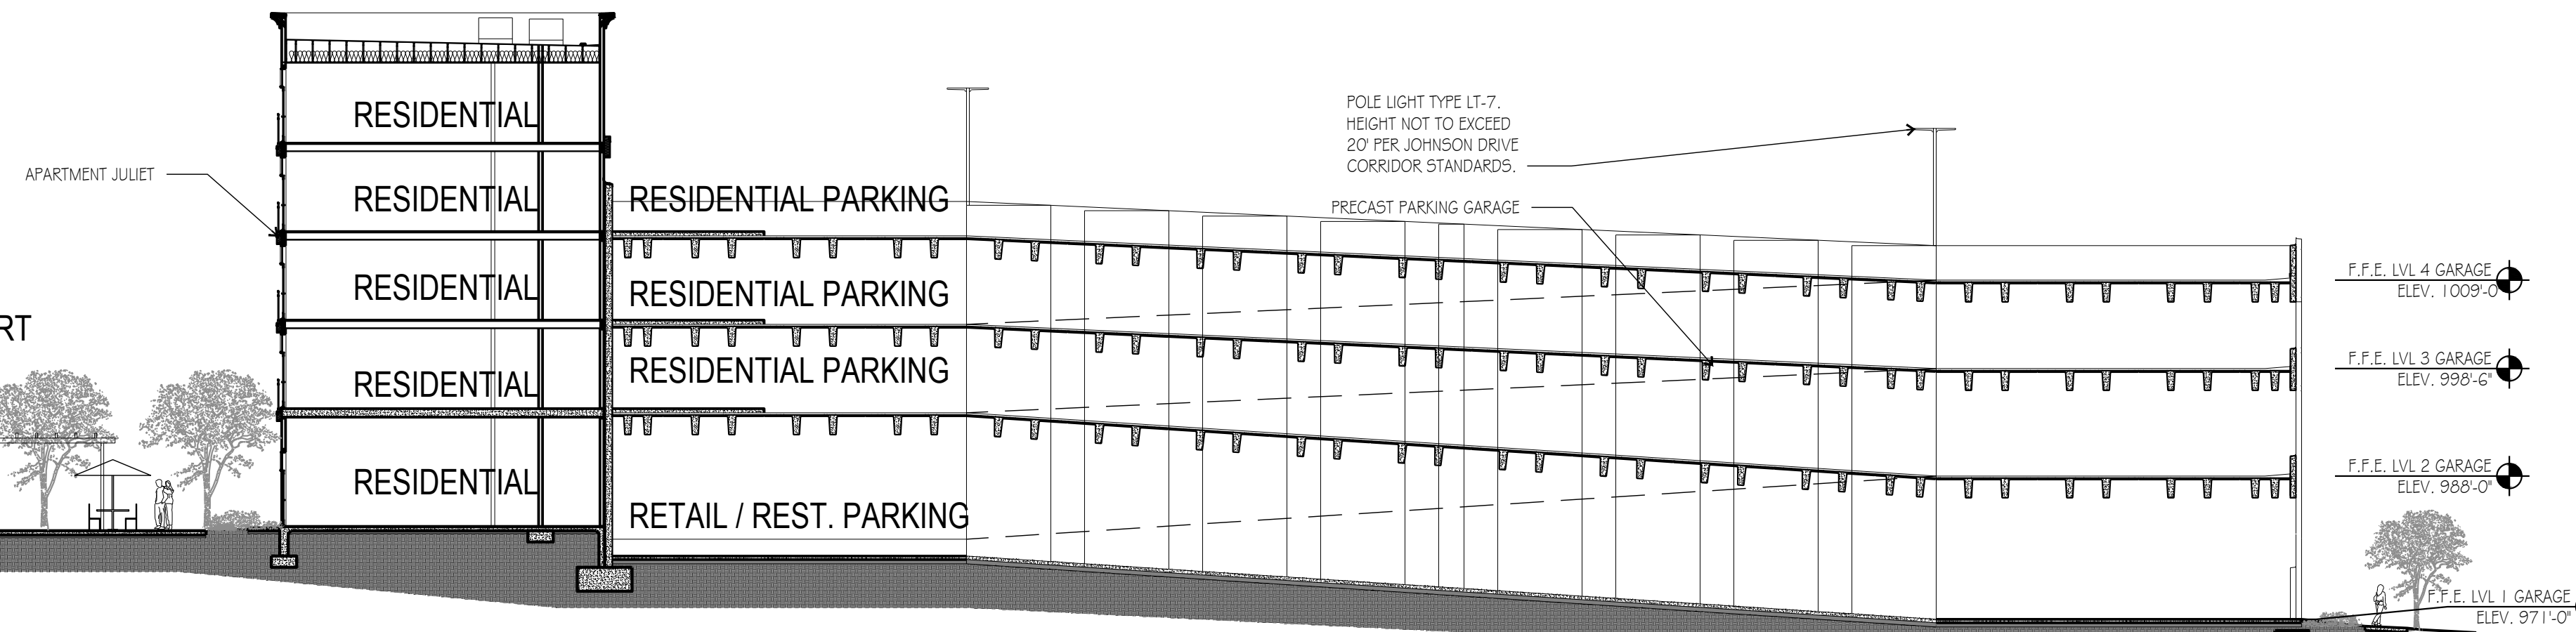 RESIDENTIAL
APARTMENT JULIET
RESIDENTIAL
RESIDENTIAL
RESIDENTIAL
RESIDENTIAL
RT
RESIDENTIAL PARKING
RESIDENTIAL PARKING
RESIDENTIAL PARKING
RETAIL / REST. PARKING
POLE LIGHT TYPE LT-7.
HEIGHT NOT TO EXCEED
20' PER JOHNSON DRIVE
CORRIDOR STANDARDS.
PRECAST PARKING GARAGE
F.F.E. LVL 4 GARAGE
ELEV. 1009'-0
F.F.E. LVL 3 GARAGE
ELEV. 998'-6"
F.F.E. LVL 2 GARAGE
ELEV. 988'-0"
F.F.E. LVL 1 GARAGE
ELEV. 971'-0"